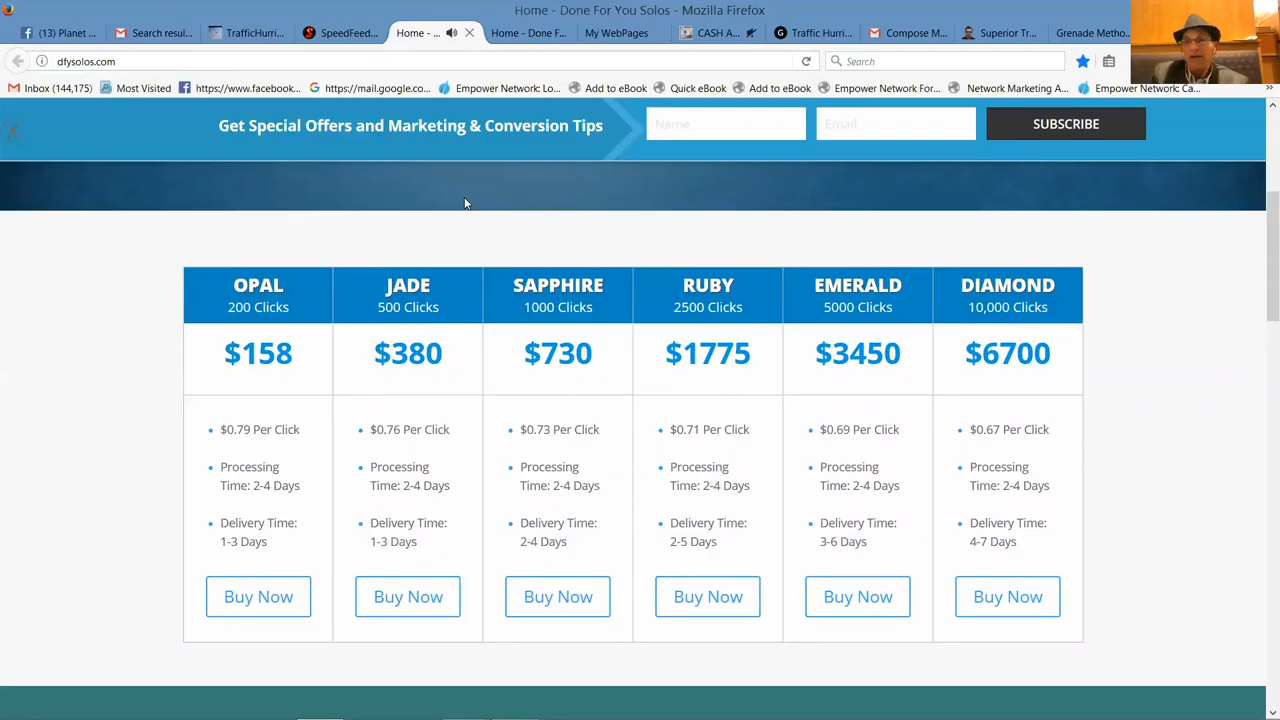 Home - Done For You Solos - Mozilla Firefox
(13) Planet ...
Search resul...
TrafficHurri...
SpeedFeed...
Home - ...
Home - Done F...
My WebPages
CASH A...
Traffic Hurri...
Compose M...
Superior Tr...
Grenade Metho...
dfysolos.com
Search
Inbox (144,175)
Most Visited
https://www.facebook...
https://mail.google.co...
Empower Network: Lo...
Add to eBook
Quick eBook
Add to eBook
Empower Network For...
Network Marketing A...
Empower Network: Ca...
Get Special Offers and Marketing & Conversion Tips
Name
Email
SUBSCRIBE
OPAL
200 Clicks
$158
$0.79 Per Click
Processing
Time: 2-4 Days
Delivery Time:
1-3 Days
Buy Now
JADE
500 Clicks
$380
$0.76 Per Click
Processing
Time: 2-4 Days
Delivery Time:
1-3 Days
Buy Now
SAPPHIRE
1000 Clicks
$730
$0.73 Per Click
Processing
Time: 2-4 Days
Delivery Time:
2-4 Days
Buy Now
RUBY
2500 Clicks
$1775
$0.71 Per Click
Processing
Time: 2-4 Days
Delivery Time:
2-5 Days
Buy Now
EMERALD
5000 Clicks
$3450
$0.69 Per Click
Processing
Time: 2-4 Days
Delivery Time:
3-6 Days
Buy Now
DIAMOND
10,000 Clicks
$6700
$0.67 Per Click
Processing
Time: 2-4 Days
Delivery Time:
4-7 Days
Buy Now